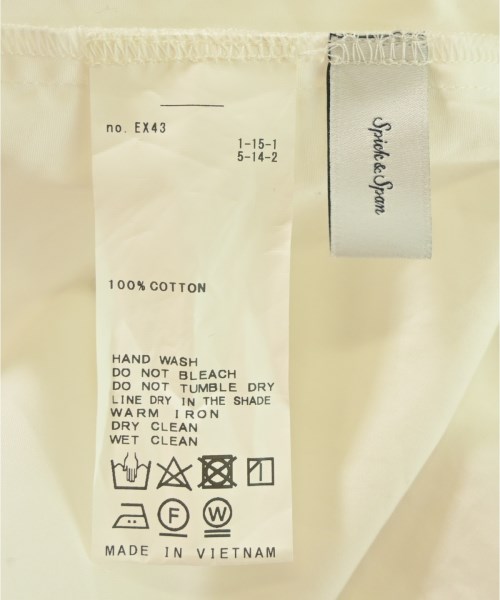 no. EX43
1-15-1
5-14-2
100% COTTON
HAND WASH
DO NOT BLEACH
DO NOT TUMBLE DRY
LINE DRY IN THE SHADE
WARM IRON
DRY CLEAN
WET CLEAN
F
W
MADE IN VIETNAM
Spick & Span